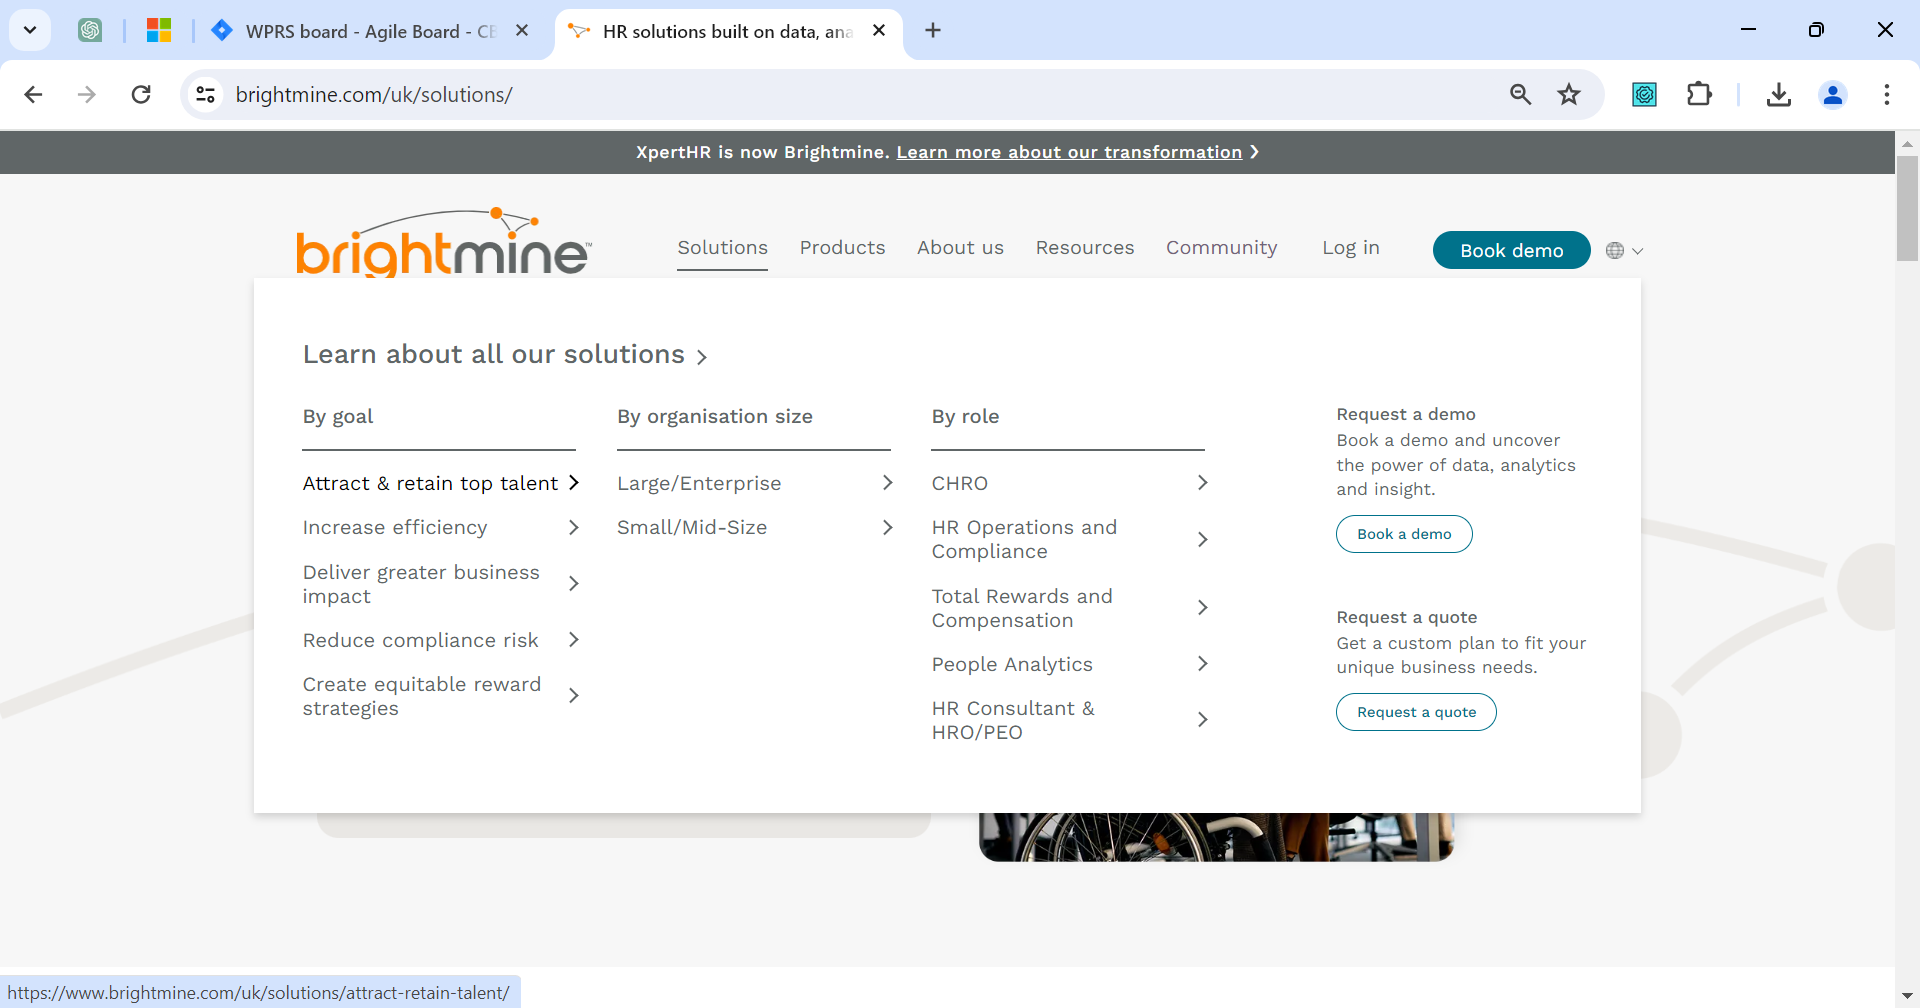 WPRS board - Agile Board - CE
HR solutions built on data, ana
brightmine.com/uk/solutions/
XpertHR is now Brightmine. Learn more about our transformation
brightmine™
Solutions Products About us Resources Community Log in Book demo
Learn about all our solutions
By goal
Attract & retain top talent
Increase efficiency
Deliver greater business
impact
Reduce compliance risk
Create equitable reward
strategies
By organisation size
Large/Enterprise
Small/Mid-Size
By role
CHRO
HR Operations and
Compliance
Total Rewards and
Compensation
People Analytics
HR Consultant &
HRO/PEO
Request a demo
Book a demo and uncover
the power of data, analytics
and insight.
Book a demo
Request a quote
Get a custom plan to fit your
unique business needs.
Request a quote
https://www.brightmine.com/uk/solutions/attract-retain-talent/